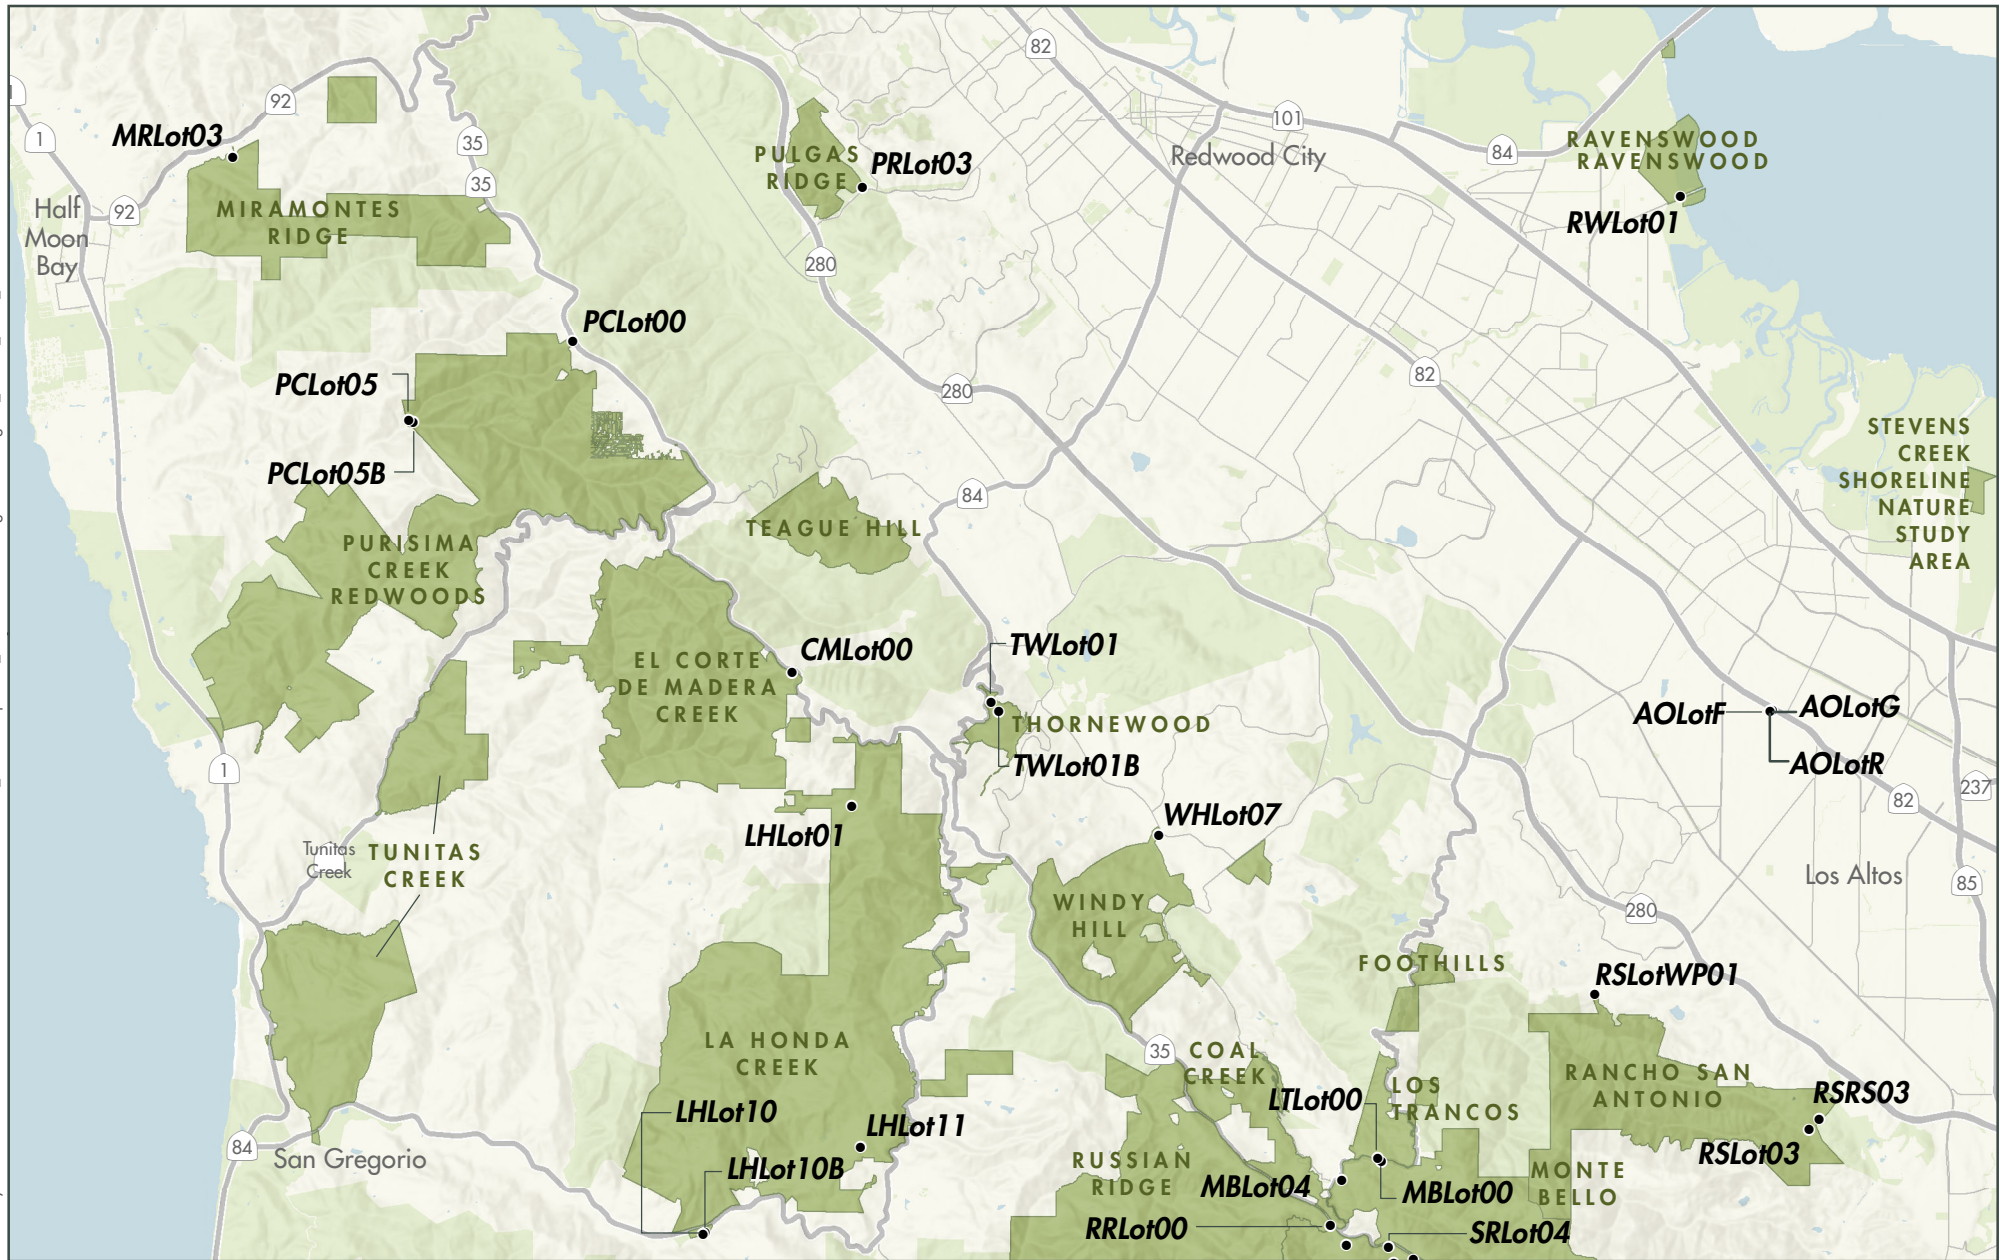 82
92
MRLot03
1
35
101
84
RAVENSWOOD
RAVENSWOOD
PULGAS
RIDGE
PRLot03
Redwood City
35
Half
Moon
Bay
92
MIRAMONTES
RIDGE
RWLot01
280
PCLot00
PCLot05
280
82
PCLot05B
STEVENS
CREEK
SHORELINE
NATURE
STUDY
AREA
84
TEAGUE HILL
PURISIMA
CREEK
REDWOODS
EL CORTE
DE MADERA
CREEK
CMLot00
TWLot01
THORNEWOOD
TWLot01B
AOLotF
AOLotG
AOLotR
1
237
82
LHLot01
WHLot07
Tunitas
Creek
TUNITAS
CREEK
Los Altos
85
WINDY
HILL
280
FOOTHILLS
RSLotWP01
LA HONDA
CREEK
35
COAL
CREEK
LOS
TRANCOS
LTLot00
RANCHO SAN
ANTONIO
RSRS03
LHLot10
LHLot11
84
San Gregorio
LHLot10B
RSLot03
RUSSIAN
RIDGE
MBLot04
MBLot00
MONTE
BELLO
RRLot00
SRLot04